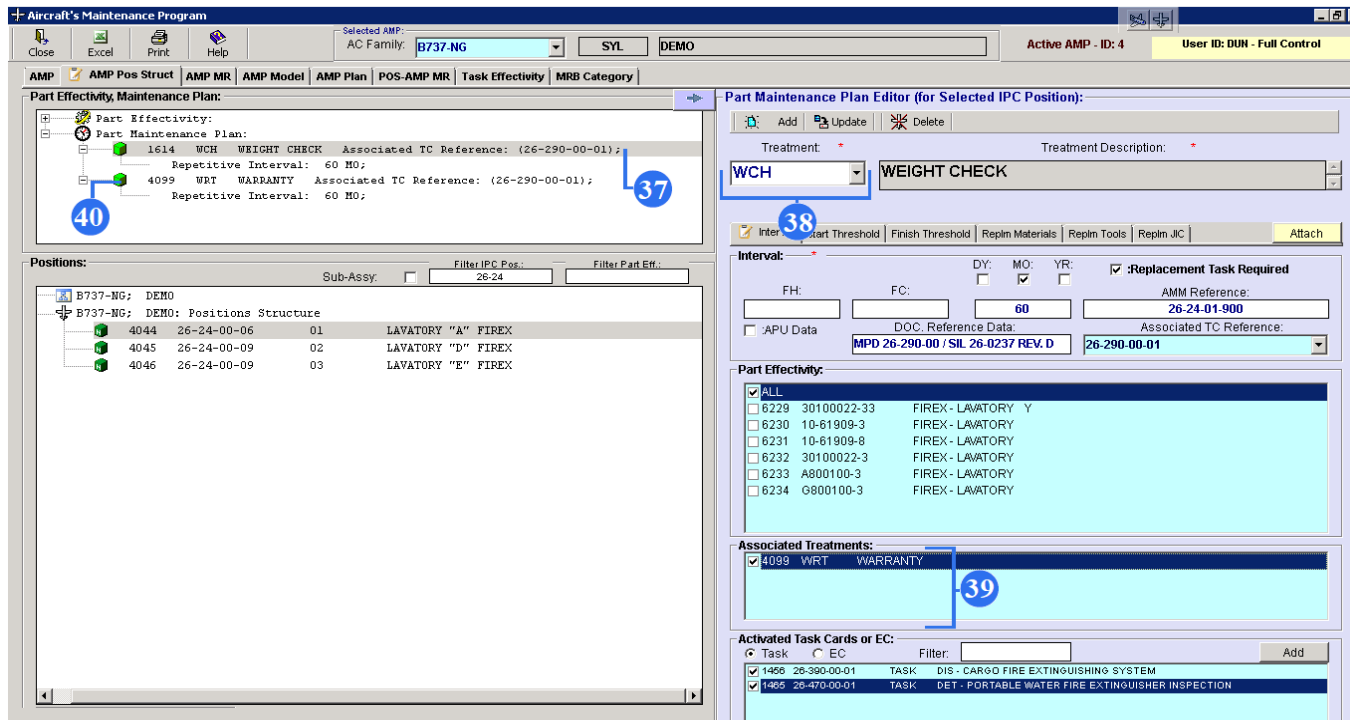 Aircraft's Maintenance Program
Close Excel Print Help
Selected AMP:
AC Family: B737-NG SYL DEMO Active AMP - ID: 4 User ID: DUN - Full Control
AMP AMP Pos Struct AMP MR AMP Model AMP Plan POS-AMP MR Task Effectivity MRB Category
Part Effectivity, Maintenance Plan:
Part Effectivity:
Part Maintenance Plan:
1614 WCH WEIGHT CHECK Associated TC Reference: (26-290-00-01);
Repetitive Interval: 60 MO;
4099 WRT WARRANTY Associated TC Reference: (26-290-00-01);
Repetitive Interval: 60 MO;
37
40
Positions:
Sub-Assy: Filter IPC Pos.: Filter Part Eff.:
26-24
B737-NG; DEMO
B737-NG; DEMO: Positions Structure
4044 26-24-00-06 01 LAVATORY "A" FIREX
4045 26-24-00-09 02 LAVATORY "D" FIREX
4046 26-24-00-09 03 LAVATORY "E" FIREX
Part Maintenance Plan Editor (for Selected IPC Position):
Add Update Delete
Treatment: * Treatment Description: *
WCH WEIGHT CHECK
38
Start Threshold Finish Threshold Replm Materials Replm Tools Replm JIC Attach
Interval: *
DY: MO: YR: :Replacement Task Required
FH: FC: AMM Reference:
60 26-24-01-900
:APU Data DOC. Reference Data: Associated TC Reference:
MPD 26-290-00 / SIL 26-0237 REV. D 26-290-00-01
Part Effectivity:
ALL
6229 30100022-33 FIREX - LAVATORY Y
6230 10-61909-3 FIREX - LAVATORY
6231 10-61909-8 FIREX - LAVATORY
6232 30100022-3 FIREX - LAVATORY
6233 A800100-3 FIREX - LAVATORY
6234 G800100-3 FIREX - LAVATORY
Associated Treatments:
4099 WRT WARRANTY
39
Activated Task Cards or EC:
Task EC Filter: Add
1456 26-390-00-01 TASK DIS - CARGO FIRE EXTINGUISHING SYSTEM
1465 26-470-00-01 TASK DET - PORTABLE WATER FIRE EXTINGUISHER INSPECTION